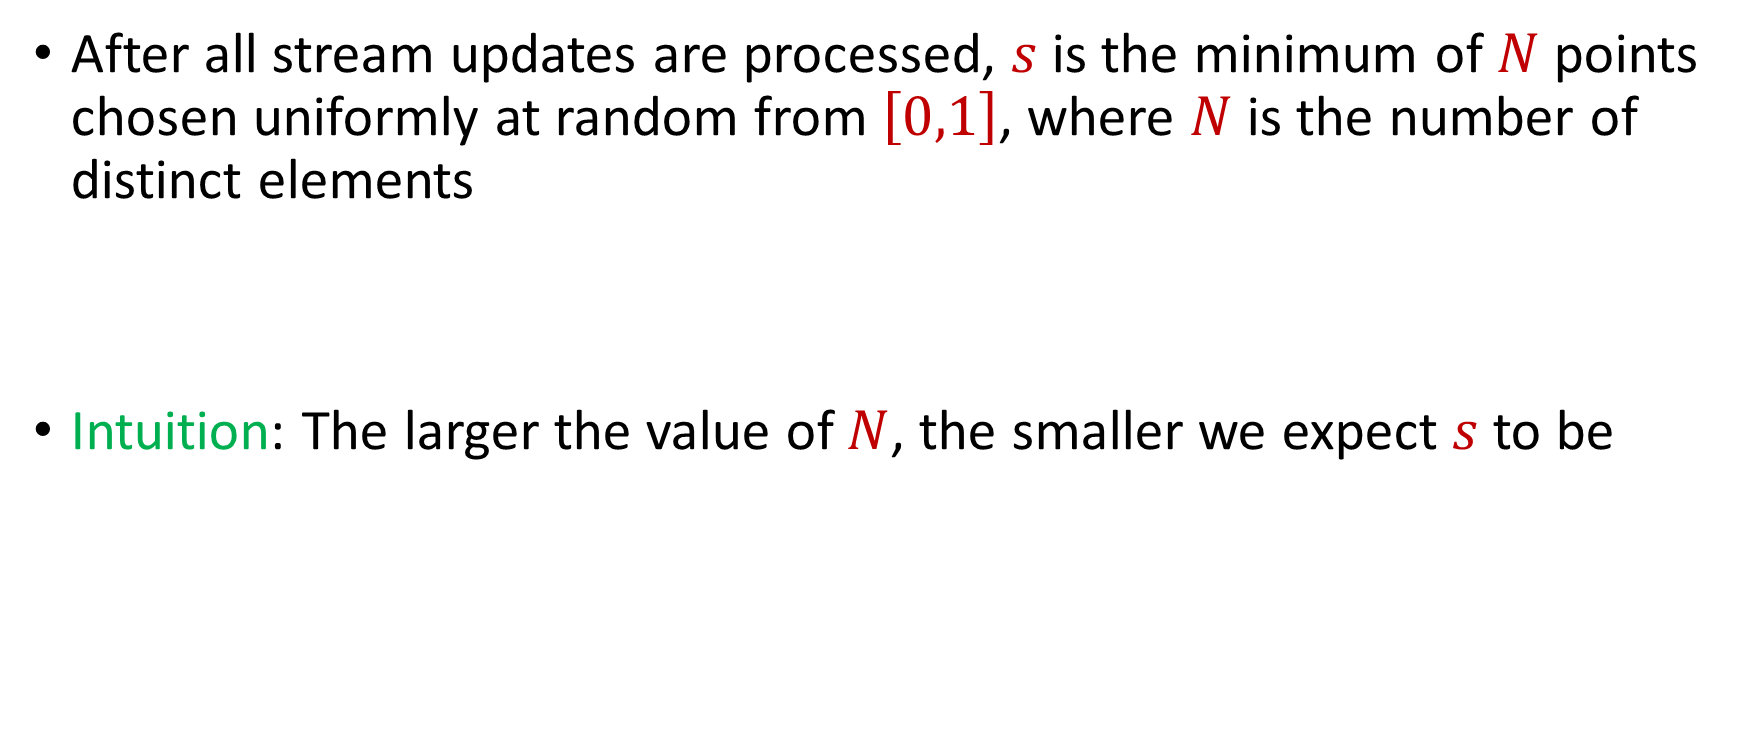 • After all stream updates are processed, s is the minimum of N points
chosen uniformly at random from [0,1], where N is the number of
distinct elements
• Intuition: The larger the value of N, the smaller we expect s to be